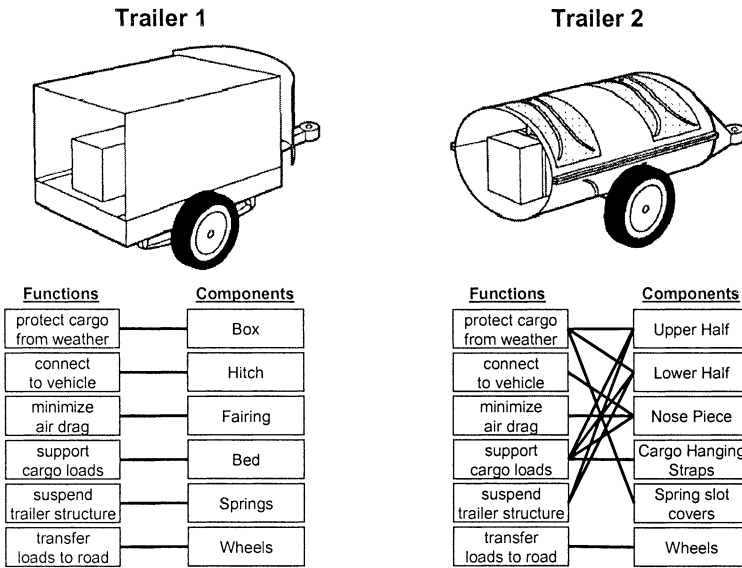 Trailer 1
Trailer 2
Functions
Components
protect cargo
from weather
Box
connect
to vehicle
Hitch
minimize
air drag
Fairing
support
cargo loads
Bed
suspend
trailer structure
Springs
transfer
loads to road
Wheels
Functions
Components
protect cargo
from weather
Upper Half
connect
to vehicle
Lower Half
minimize
air drag
Nose Piece
support
cargo loads
Cargo Hanging
Straps
suspend
trailer structure
Spring slot
covers
transfer
loads to road
Wheels